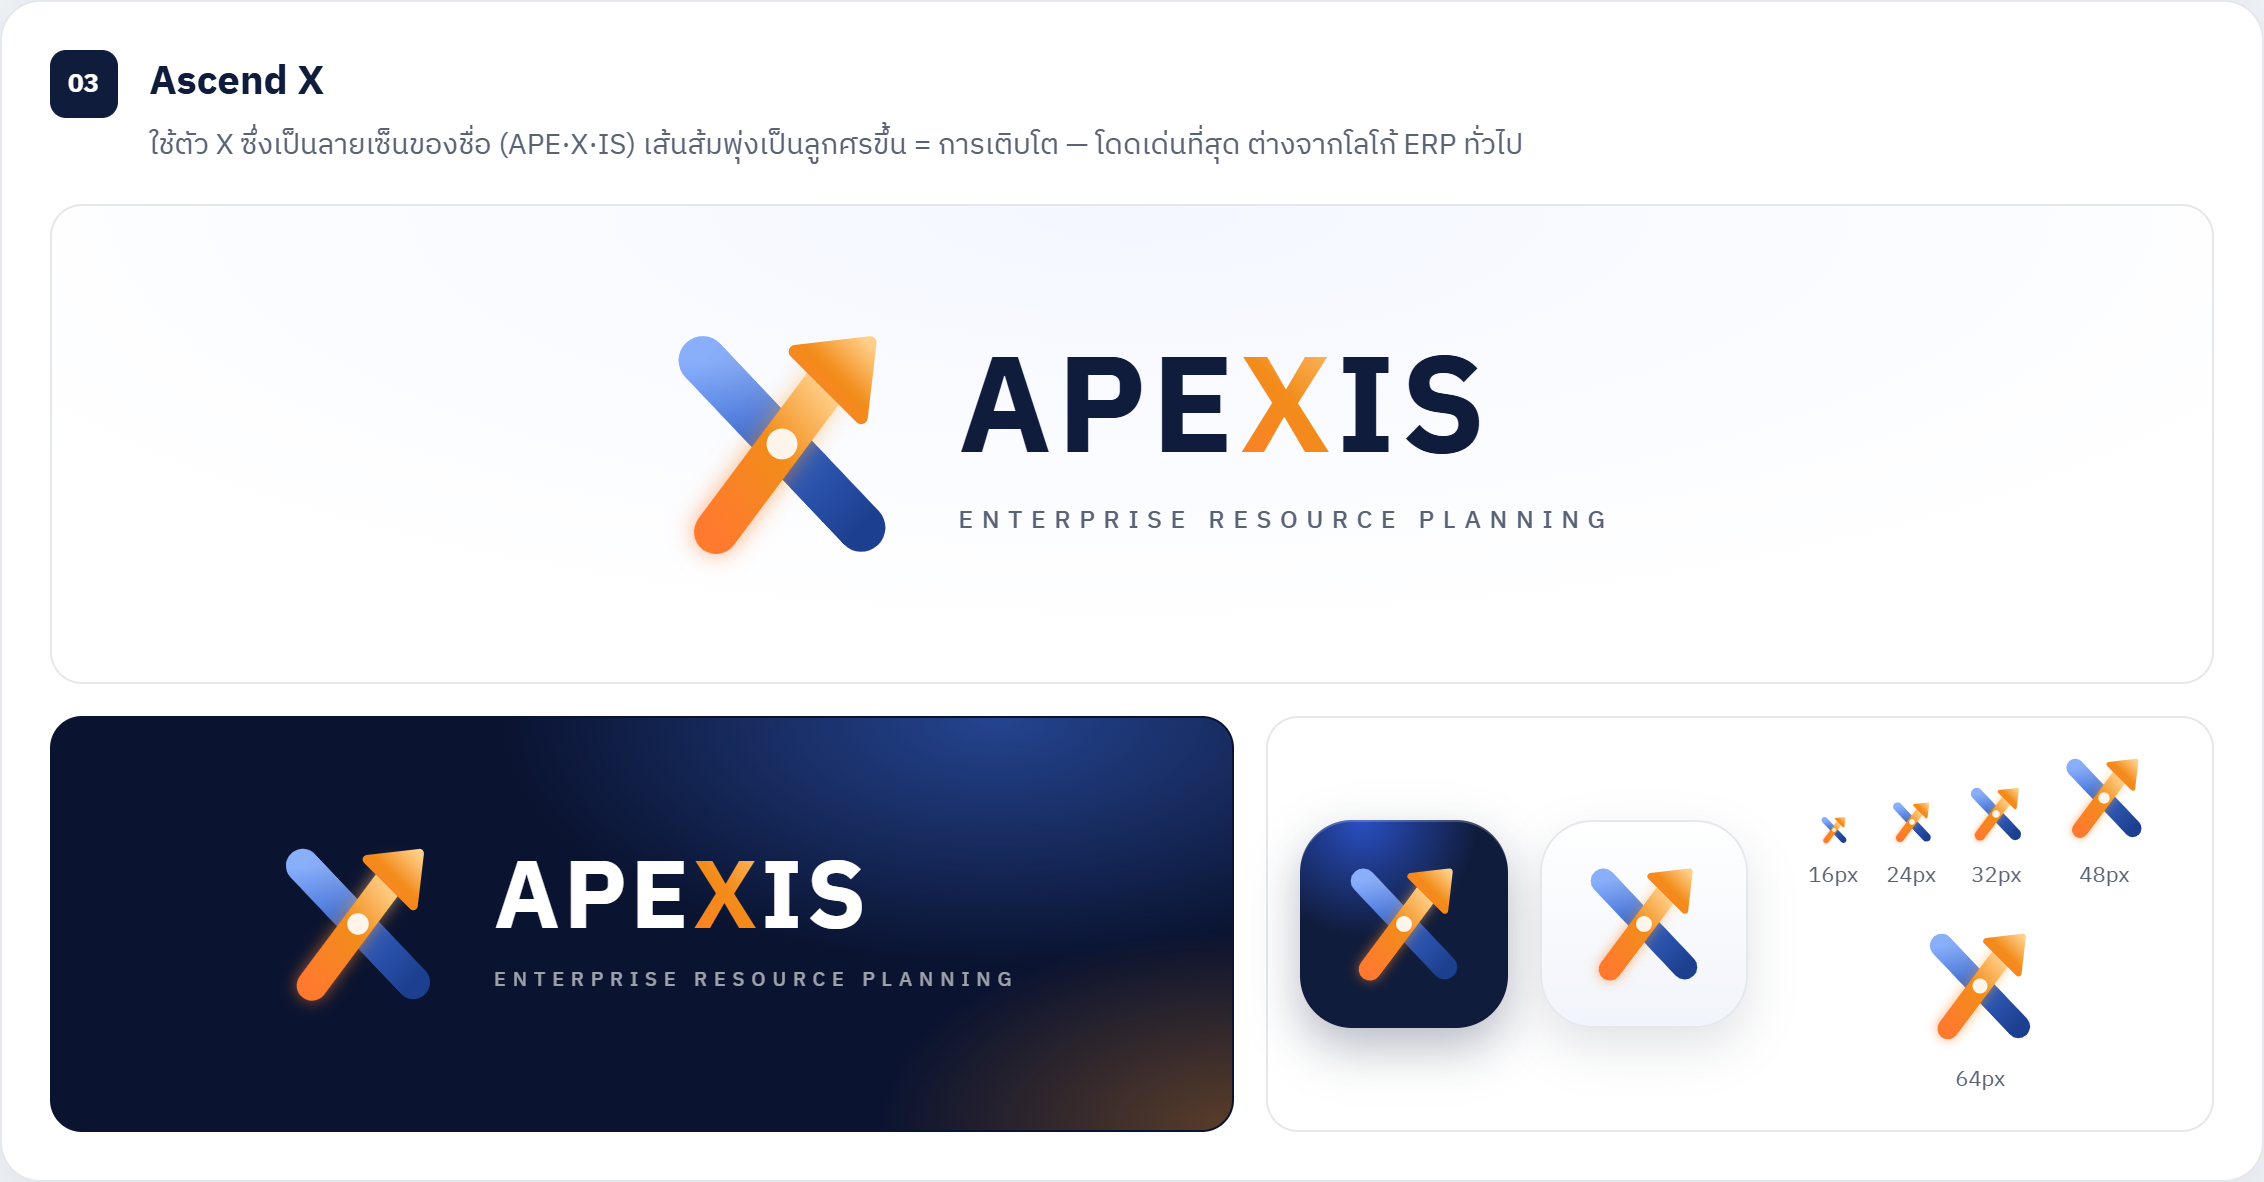 03
Ascend X
ใช้ตัว X ซึ่งเป็นลายเซ็นของชื่อ (APE·X·IS) เส้นส้มพุ่งเป็นลูกศรขึ้น = การเติบโต — โดดเด่นที่สุด ต่างจากโลโก้ ERP ทั่วไป
APEXIS
ENTERPRISE RESOURCE PLANNING
APEXIS
ENTERPRISE RESOURCE PLANNING
16px 24px 32px 48px
64px